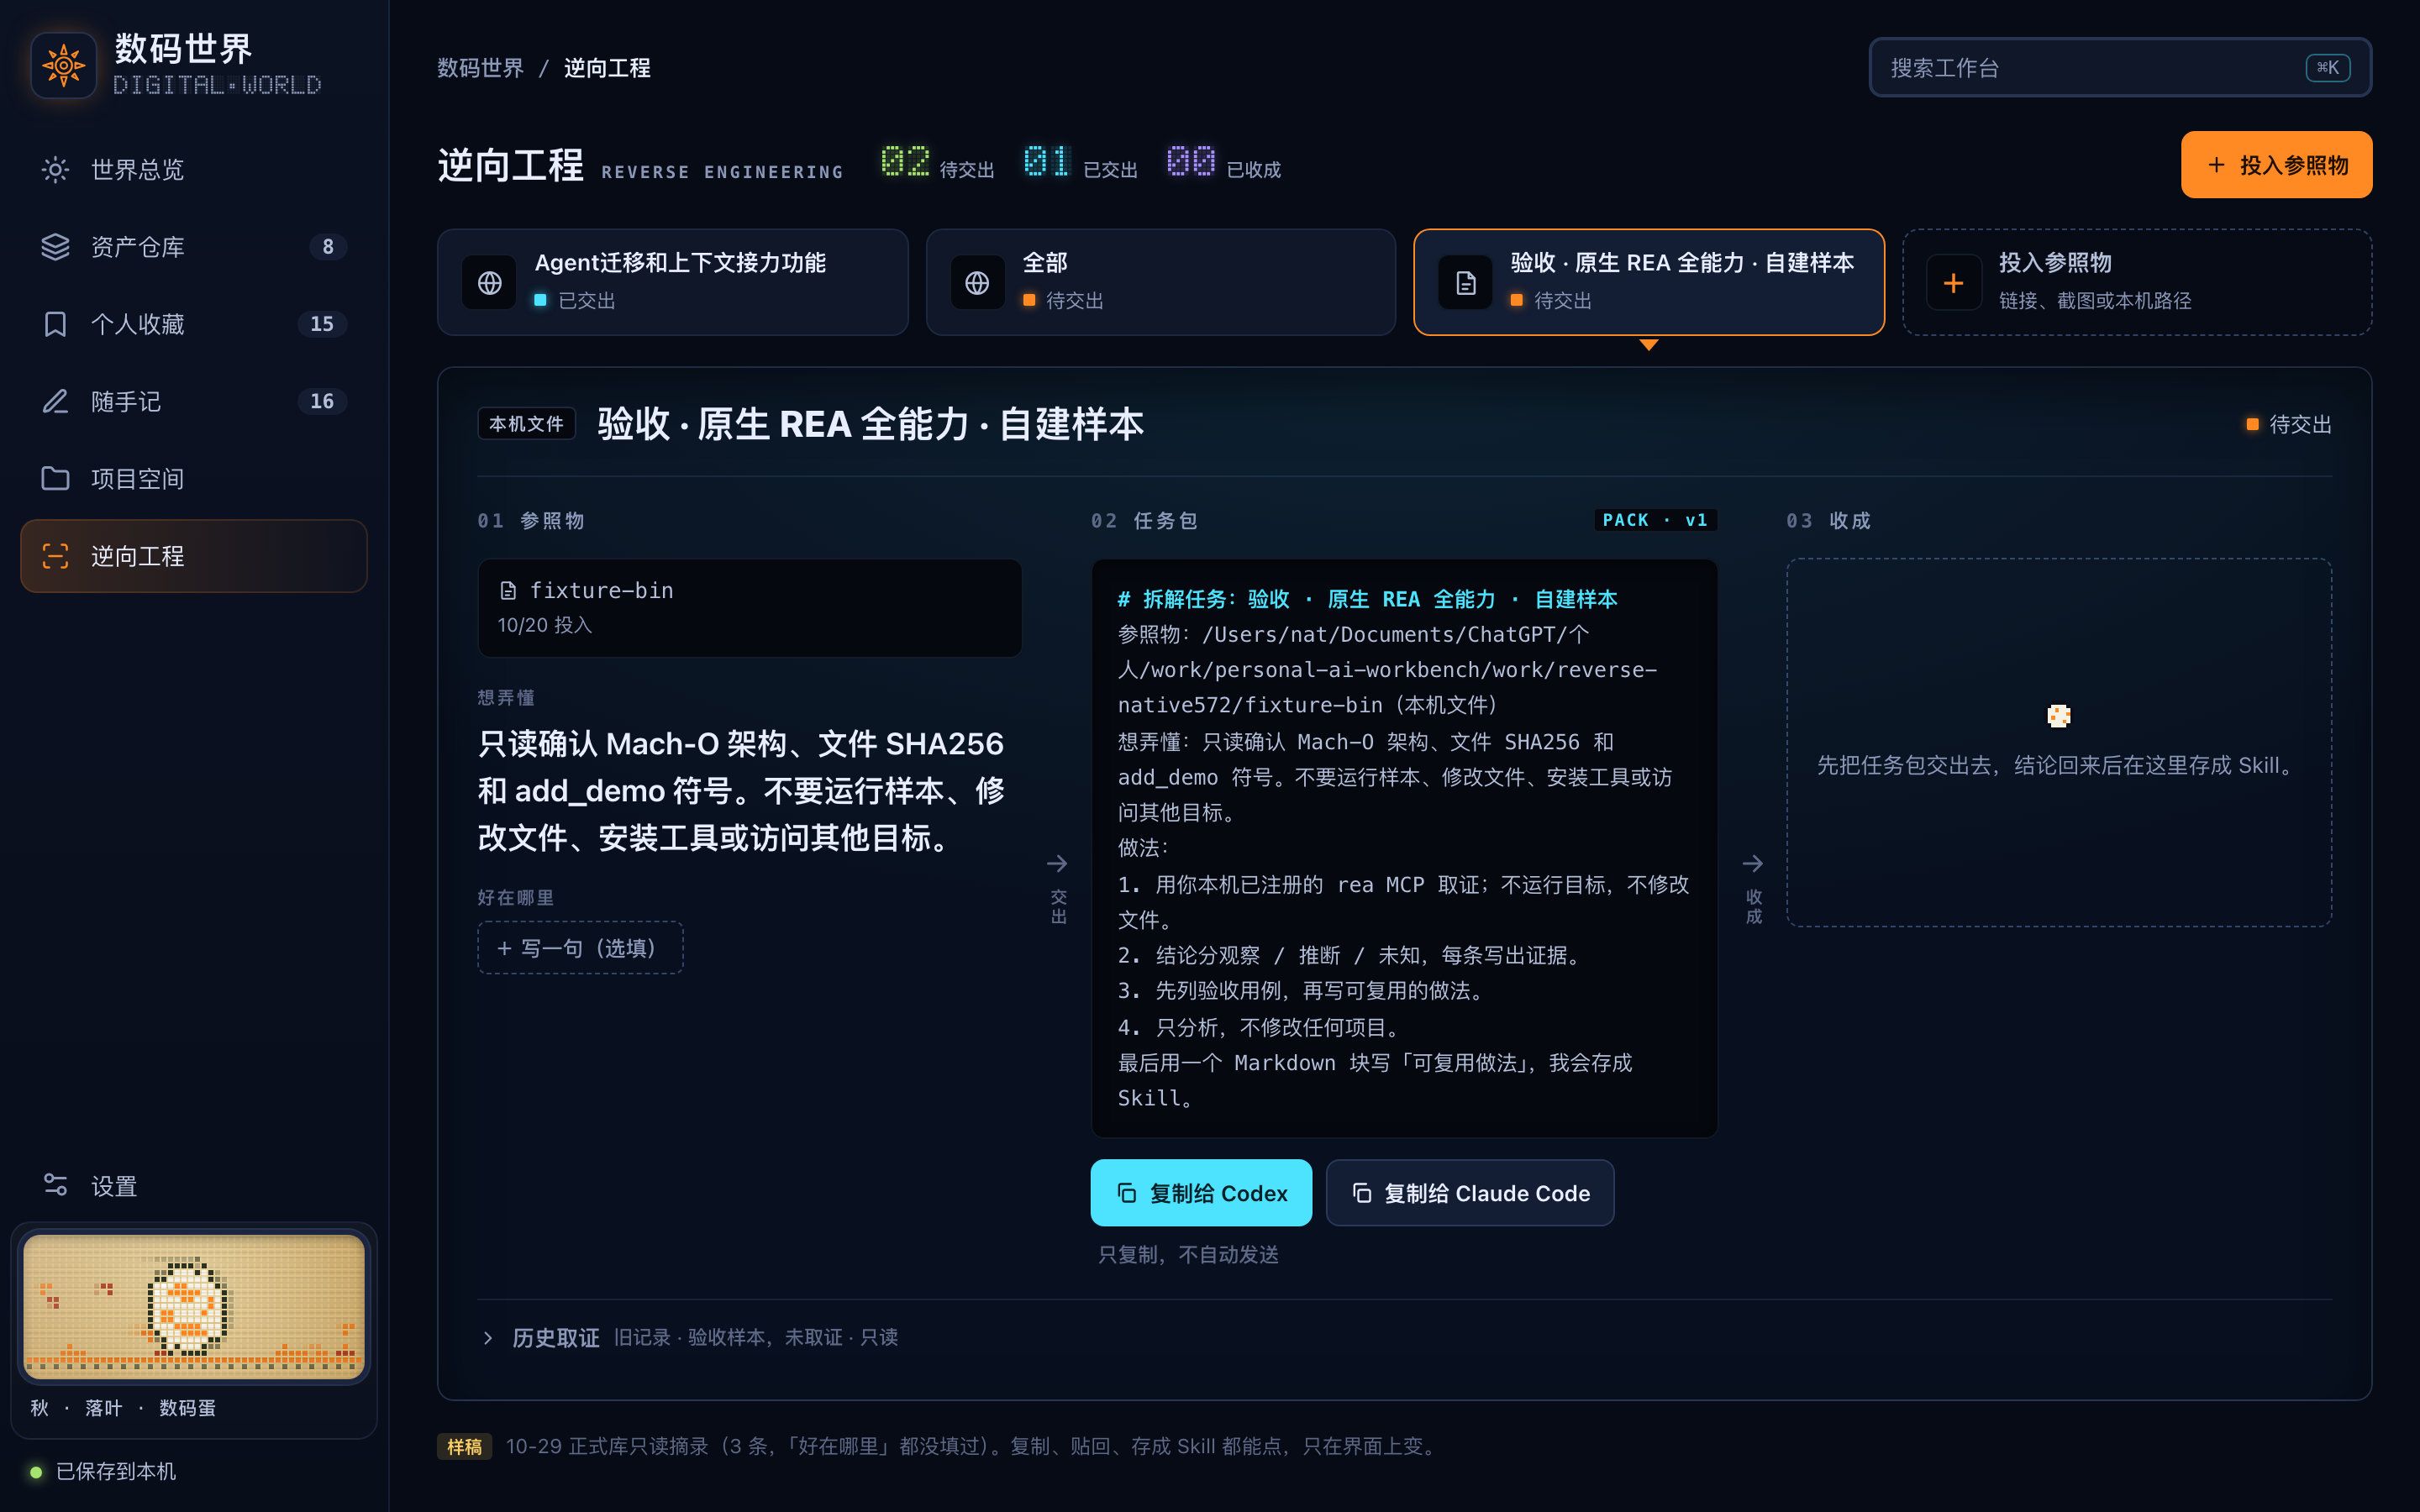 数码世界
DIGITAL·WORLD
世界总览
资产仓库 8
个人收藏 15
随手记 16
项目空间
逆向工程
设置
秋 · 落叶 · 数码蛋
已保存到本机
数码世界 / 逆向工程
搜索工作台 ⌘K
逆向工程 REVERSE ENGINEERING 02 待交出 01 已交出 00 已收成
+ 投入参照物
Agent迁移和上下文接力功能
已交出
全部
待交出
验收 · 原生 REA 全能力 · 自建样本
待交出
投入参照物
链接、截图或本机路径
本机文件 验收 · 原生 REA 全能力 · 自建样本
待交出
01 参照物
fixture-bin
10/20 投入
想弄懂
只读确认 Mach-O 架构、文件 SHA256
和 add_demo 符号。不要运行样本、修
改文件、安装工具或访问其他目标。
好在哪里
+ 写一句（选填）
交出
02 任务包 PACK · v1
# 拆解任务：验收 · 原生 REA 全能力 · 自建样本
参照物：/Users/nat/Documents/ChatGPT/个
人/work/personal-ai-workbench/work/reverse-
native572/fixture-bin（本机文件）
想弄懂：只读确认 Mach-O 架构、文件 SHA256 和
add_demo 符号。不要运行样本、修改文件、安装工具或访
问其他目标。
做法：
1. 用你本机已注册的 rea MCP 取证；不运行目标，不修改
文件。
2. 结论分观察 / 推断 / 未知，每条写出证据。
3. 先列验收用例，再写可复用的做法。
4. 只分析，不修改任何项目。
最后用一个 Markdown 块写「可复用做法」，我会存成
Skill。
复制给 Codex
复制给 Claude Code
只复制，不自动发送
收成
03 收成
先把任务包交出去，结论回来后在这里存成 Skill。
历史取证 旧记录 · 验收样本，未取证 · 只读
样稿 10-29 正式库只读摘录（3 条，「好在哪里」都没填过）。复制、贴回、存成 Skill 都能点，只在界面上变。